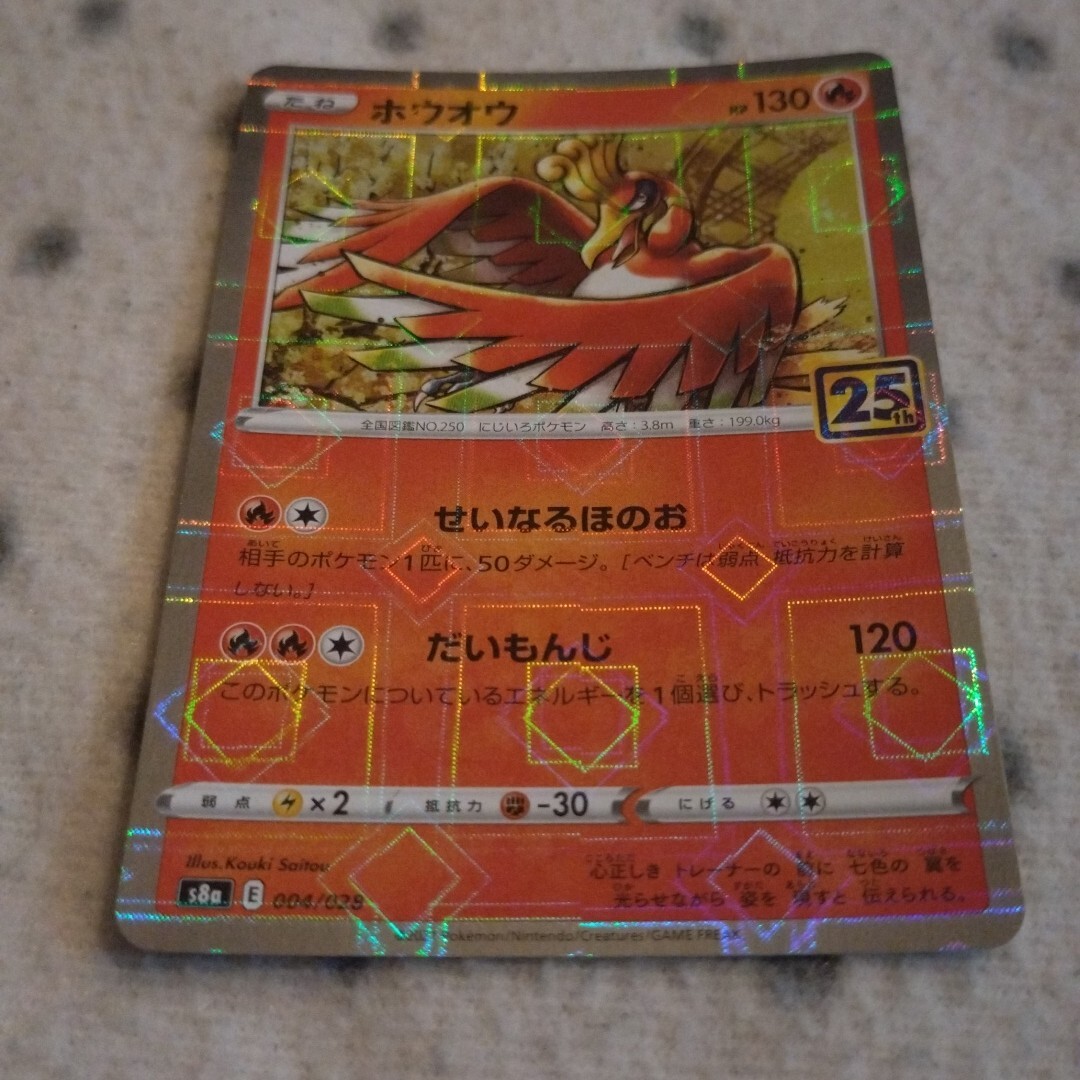 たね ホウオウ HP 130
25th
全国図鑑NO.250 にじいろポケモン 高さ：3.8m 重さ：199.0kg
せいなるほのお
相手のポケモン1匹に、50ダメージ。［ベンチは弱点・抵抗力を計算
しない。］
だいもんじ 120
このポケモンについているエネルギーを1個選び、トラッシュする。
弱点 ×2 抵抗力 -30 にげる
Illus. Kouki Saitou
心正しき トレーナーの 前に 七色の 翼を
光らせながら 姿を 現すと 伝えられる。
s8a E 004/028
Pokémon/Nintendo/Creatures/GAME FREAK